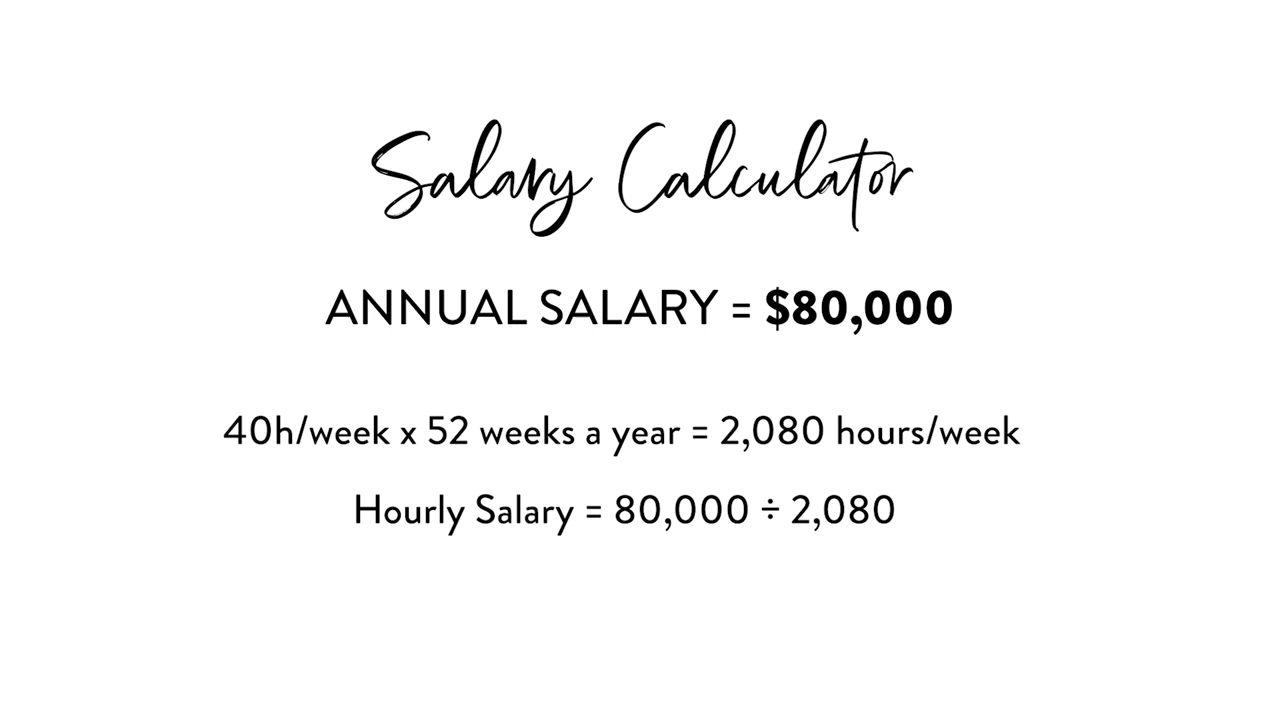 Salary Calculator
ANNUAL SALARY = $80,000
40h/week x 52 weeks a year = 2,080 hours/week
Hourly Salary = 80,000 ÷ 2,080